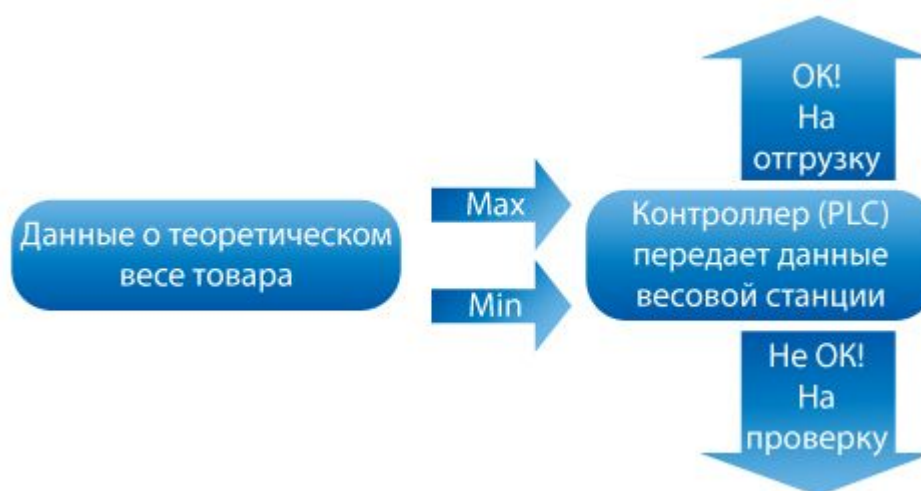 OK!
На
отгрузку
Данные о теоретическом
весе товара
Max
Min
Контроллер (PLC)
передает данные
весовой станции
Не OK!
На
проверку